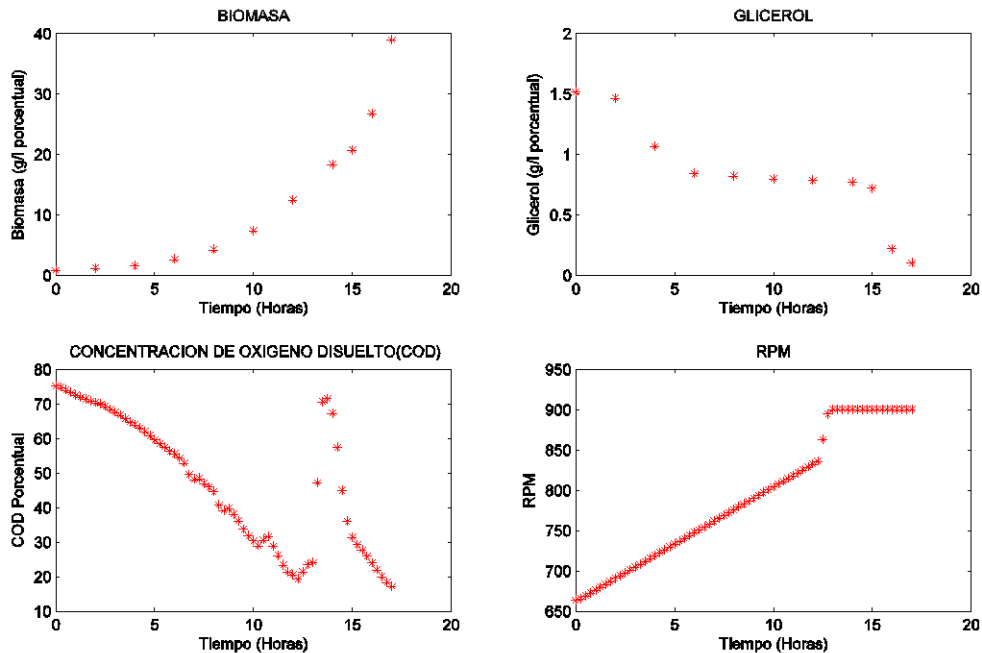 BIOMASA
40
30
20
10
0
Biomasa (g/l porcentual)
0 5 10 15 20
Tiempo (Horas)
GLICEROL
2
1.5
1
0.5
0
Glicerol (g/l porcentual)
0 5 10 15 20
Tiempo (Horas)
CONCENTRACION DE OXIGENO DISUELTO(COD)
80
70
60
50
40
30
20
10
COD Porcentual
0 5 10 15 20
Tiempo (Horas)
RPM
950
900
850
800
750
700
650
RPM
0 5 10 15 20
Tiempo (Horas)